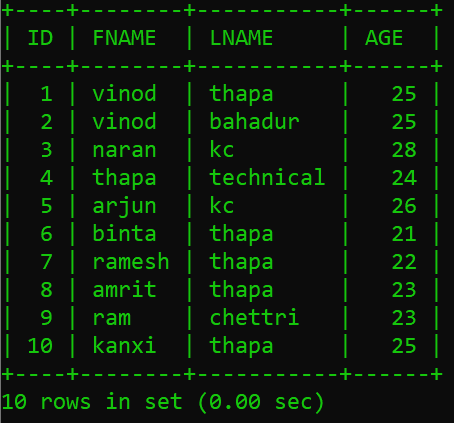 +----+--------+-----------+------+
| ID | FNAME  | LNAME     | AGE  |
+----+--------+-----------+------+
|  1 | vinod  | thapa     |   25 |
|  2 | vinod  | bahadur   |   25 |
|  3 | naran  | kc        |   28 |
|  4 | thapa  | technical |   24 |
|  5 | arjun  | kc        |   26 |
|  6 | binta  | thapa     |   21 |
|  7 | ramesh | thapa     |   22 |
|  8 | amrit  | thapa     |   23 |
|  9 | ram    | chettri   |   23 |
| 10 | kanxi  | thapa     |   25 |
+----+--------+-----------+------+
10 rows in set (0.00 sec)